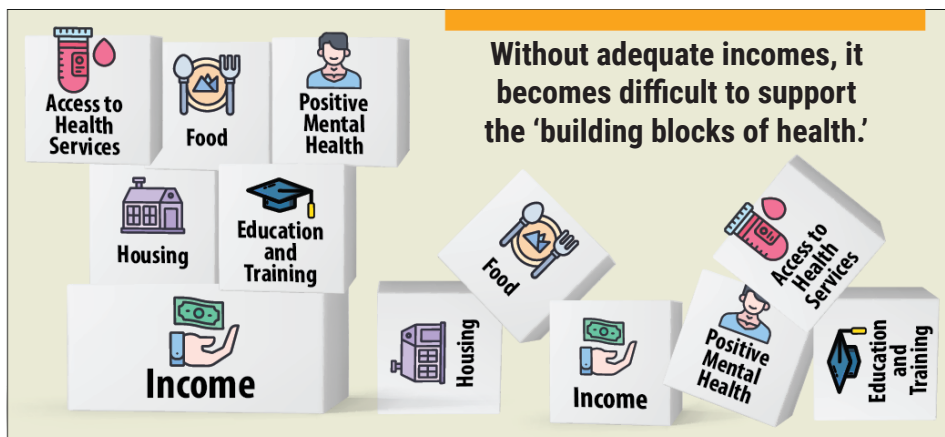 Without adequate incomes, it
becomes difficult to support
the ‘building blocks of health.’
Access to
Health
Services
Food
Positive
Mental
Health
Housing
Education
and
Training
Income
Food
Housing
Income
Access to
Health
Services
Positive
Mental
Health
Education
and
Training